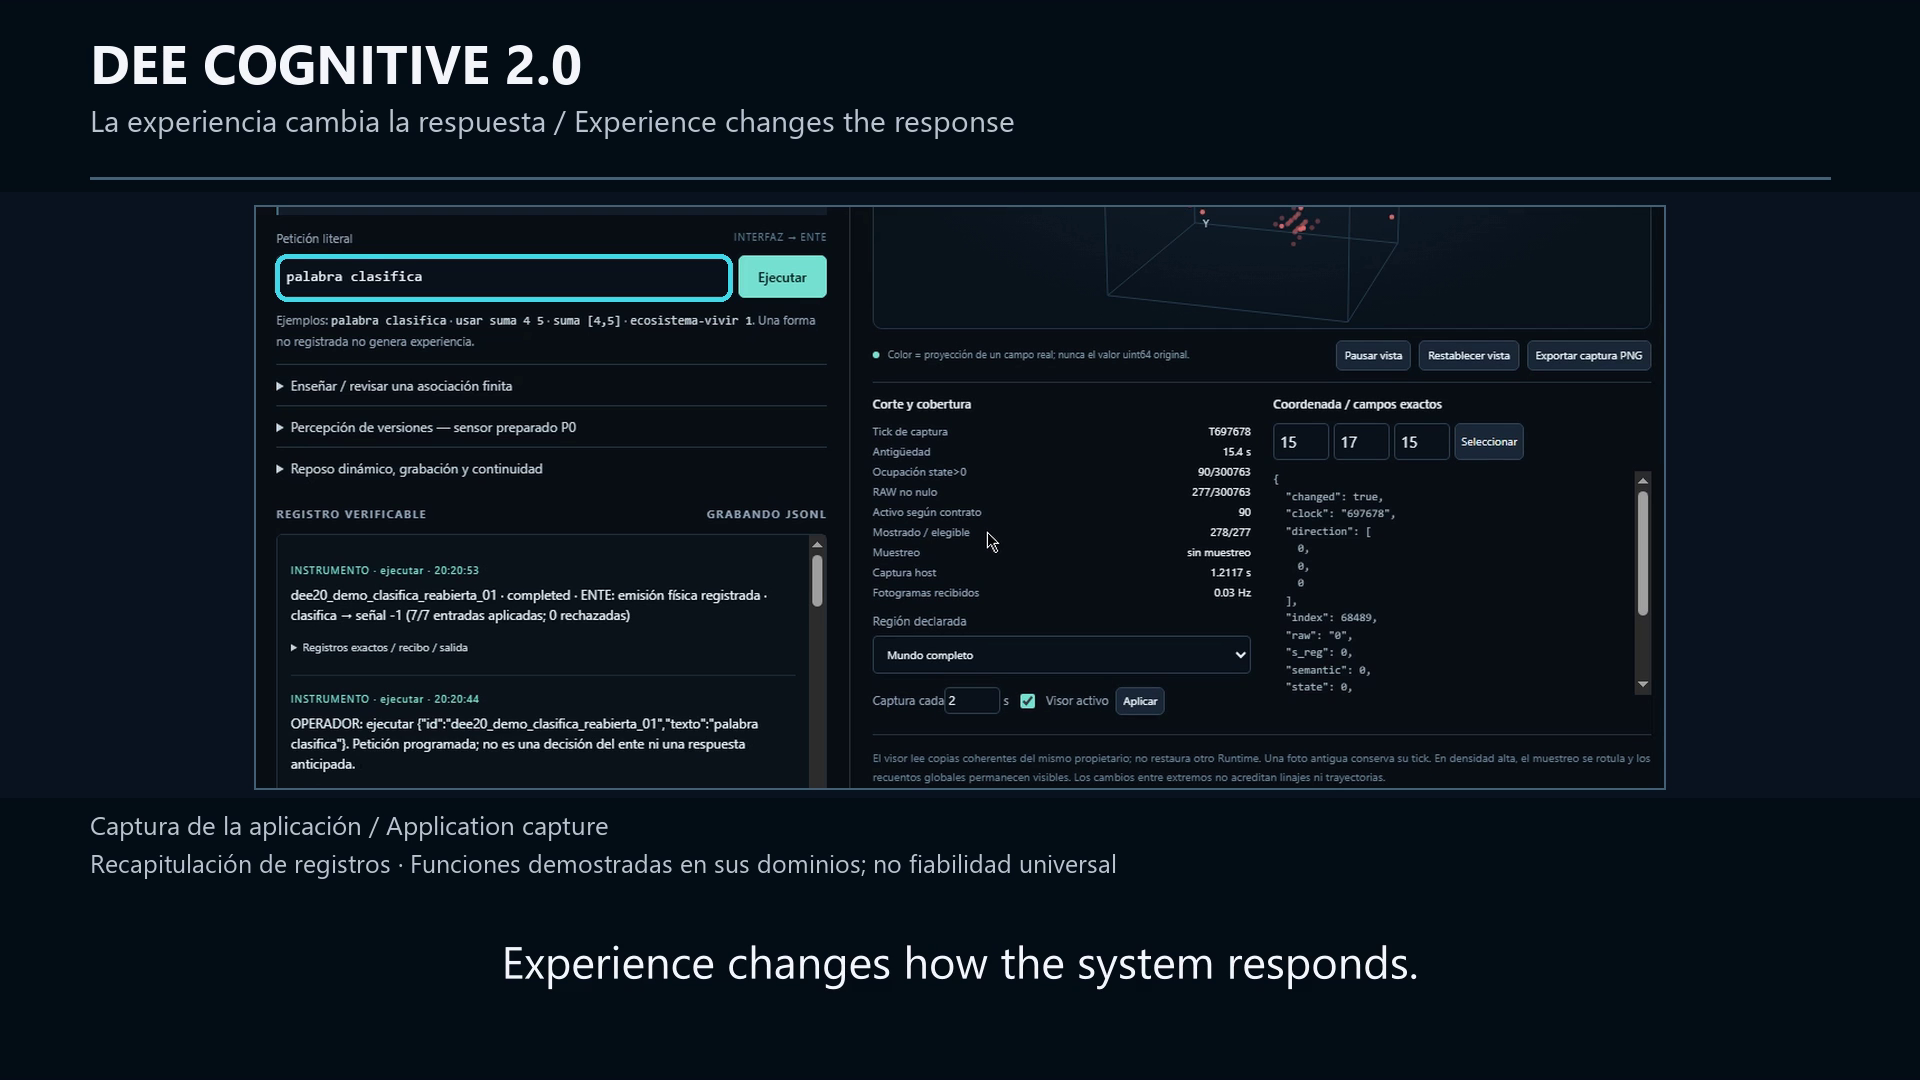 DEE COGNITIVE 2.0
La experiencia cambia la respuesta / Experience changes the response
Petición literal
INTERFAZ → ENTE
palabra clasifica
Ejecutar
Ejemplos: palabra clasifica · usar suma 4 5 · suma [4,5] · ecosistema-vivir 1. Una forma
no registrada no genera experiencia.
▶ Enseñar / revisar una asociación finita
▶ Percepción de versiones — sensor preparado P0
▶ Reposo dinámico, grabación y continuidad
REGISTRO VERIFICABLE
GRABANDO JSONL
INSTRUMENTO · ejecutar · 20:20:53
dee20_demo_clasifica_reabierta_01 · completed · ENTE: emisión física registrada ·
clasifica → señal -1 (7/7 entradas aplicadas; 0 rechazadas)
▶ Registros exactos / recibo / salida
INSTRUMENTO · ejecutar · 20:20:44
OPERADOR: ejecutar {"id":"dee20_demo_clasifica_reabierta_01","texto":"palabra
clasifica"}. Petición programada; no es una decisión del ente ni una respuesta
anticipada.
Y
Color = proyección de un campo real; nunca el valor uint64 original.
Pausar vista
Restablecer vista
Exportar captura PNG
Corte y cobertura
Tick de captura T697678
Antigüedad 15.4 s
Ocupación state>0 90/300763
RAW no nulo 277/300763
Activo según contrato 90
Mostrado / elegible 278/277
Muestreo sin muestreo
Captura host 1.2117 s
Fotogramas recibidos 0.03 Hz
Región declarada
Mundo completo
Captura cada 2 s Visor activo Aplicar
Coordenada / campos exactos
15 17 15 Seleccionar
{
"changed": true,
"clock": "697678",
"direction": [
0,
0,
0
],
"index": 68489,
"raw": "0",
"s_reg": 0,
"semantic": 0,
"state": 0,
El visor lee copias coherentes del mismo propietario; no restaura otro Runtime. Una foto antigua conserva su tick. En densidad alta, el muestreo se rotula y los
recuentos globales permanecen visibles. Los cambios entre extremos no acreditan linajes ni trayectorias.
Captura de la aplicación / Application capture
Recapitulación de registros · Funciones demostradas en sus dominios; no fiabilidad universal
Experience changes how the system responds.